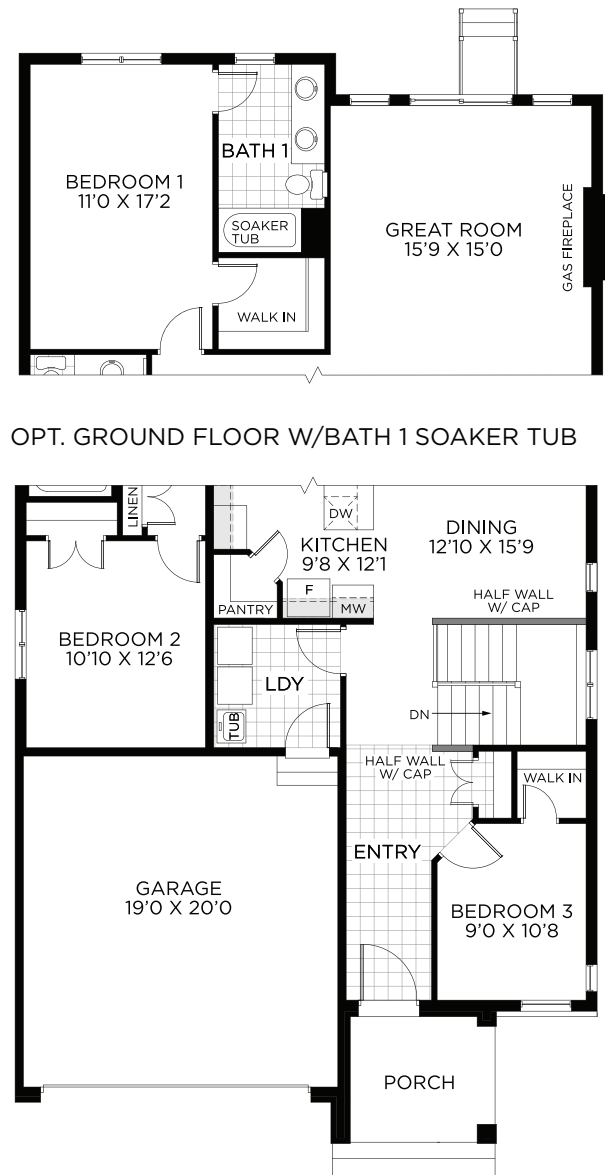 BEDROOM 1
11'0 X 17'2
BATH 1
SOAKER
TUB
WALK IN
GREAT ROOM
15'9 X 15'0
GAS FIREPLACE
OPT. GROUND FLOOR W/BATH 1 SOAKER TUB
LINEN
DW
KITCHEN
9'8 X 12'1
DINING
12'10 X 15'9
F
MW
PANTRY
HALF WALL
W/ CAP
BEDROOM 2
10'10 X 12'6
LDY
TUB
DN
HALF WALL
W/ CAP
WALK IN
ENTRY
GARAGE
19'0 X 20'0
BEDROOM 3
9'0 X 10'8
PORCH